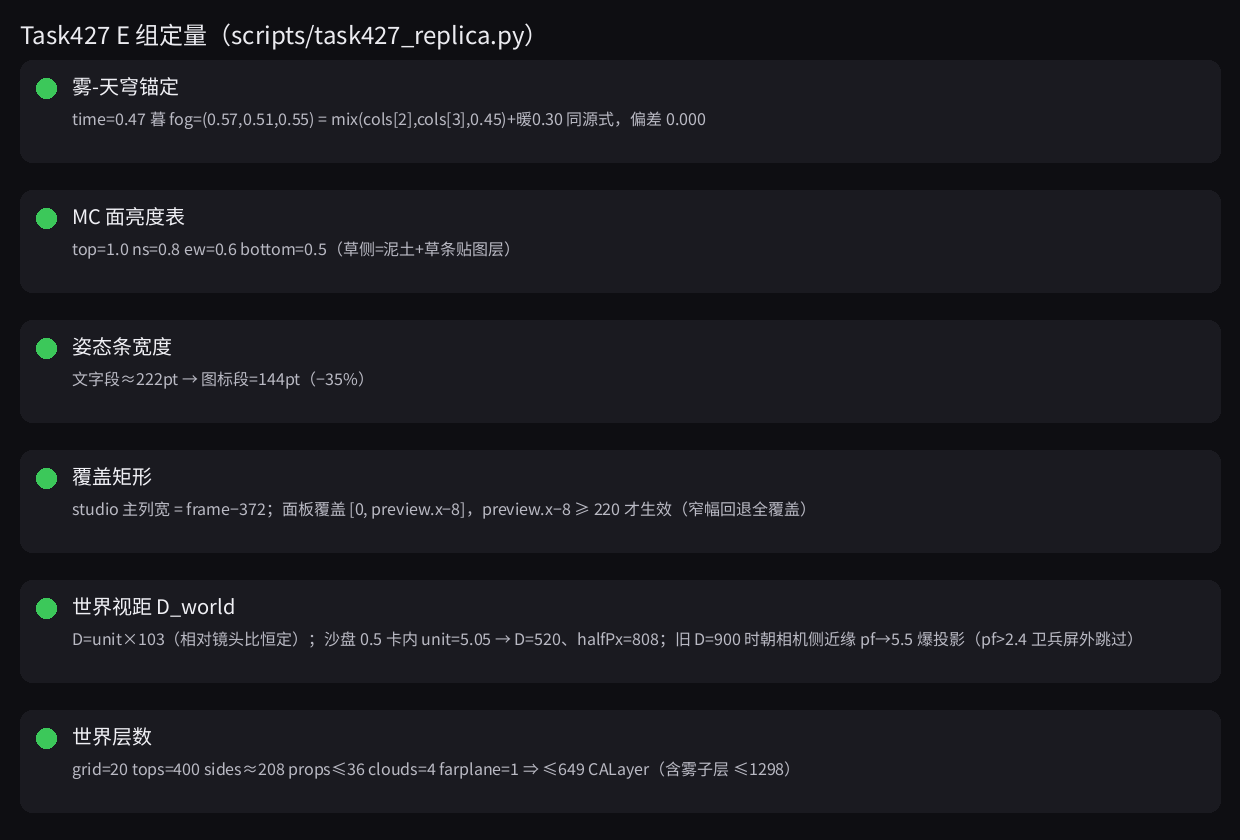 Task427 E 组定量（scripts/task427_replica.py）
雾-天穹锚定
time=0.47 暮 fog=(0.57,0.51,0.55) = mix(cols[2],cols[3],0.45)+暖0.30 同源式，偏差 0.000
MC 面亮度表
top=1.0 ns=0.8 ew=0.6 bottom=0.5（草侧=泥土+草条贴图层）
姿态条宽度
文字段≈222pt → 图标段=144pt（−35%）
覆盖矩形
studio 主列宽 = frame−372；面板覆盖 [0, preview.x−8]，preview.x−8 ⩾ 220 才生效（窄幅回退全覆盖）
世界视距 D_world
D=unit×103（相对镜头比恒定）；沙盘 0.5 卡内 unit=5.05 → D=520、halfPx=808；旧 D=900 时朝相机侧近缘 pf→5.5 爆投影（pf>2.4 卫兵屏外跳过）
世界层数
grid=20 tops=400 sides≈208 props≤36 clouds=4 farplane=1 ⇒ ≤649 CALayer（含雾子层 ≤1298）